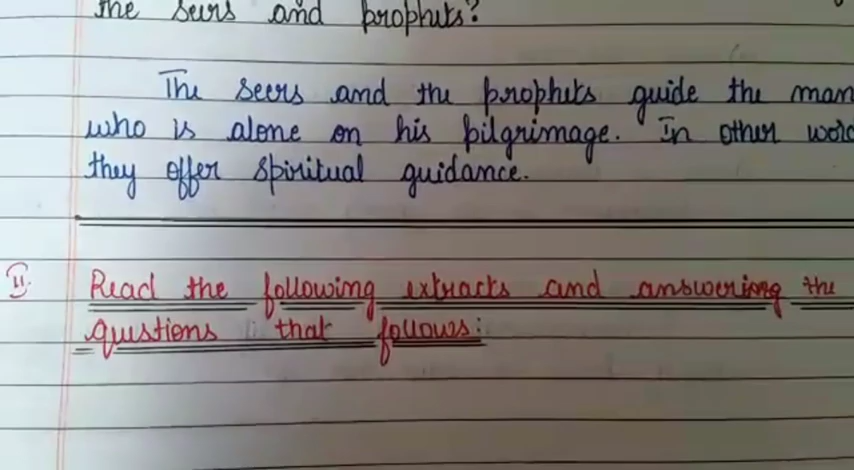 the seers and prophets?
The seers and the prophets guide the man
who is alone on his pilgrimage. In other
they offer spiritual guidance.
II Read the following extracts and answering the
qustions that follows: